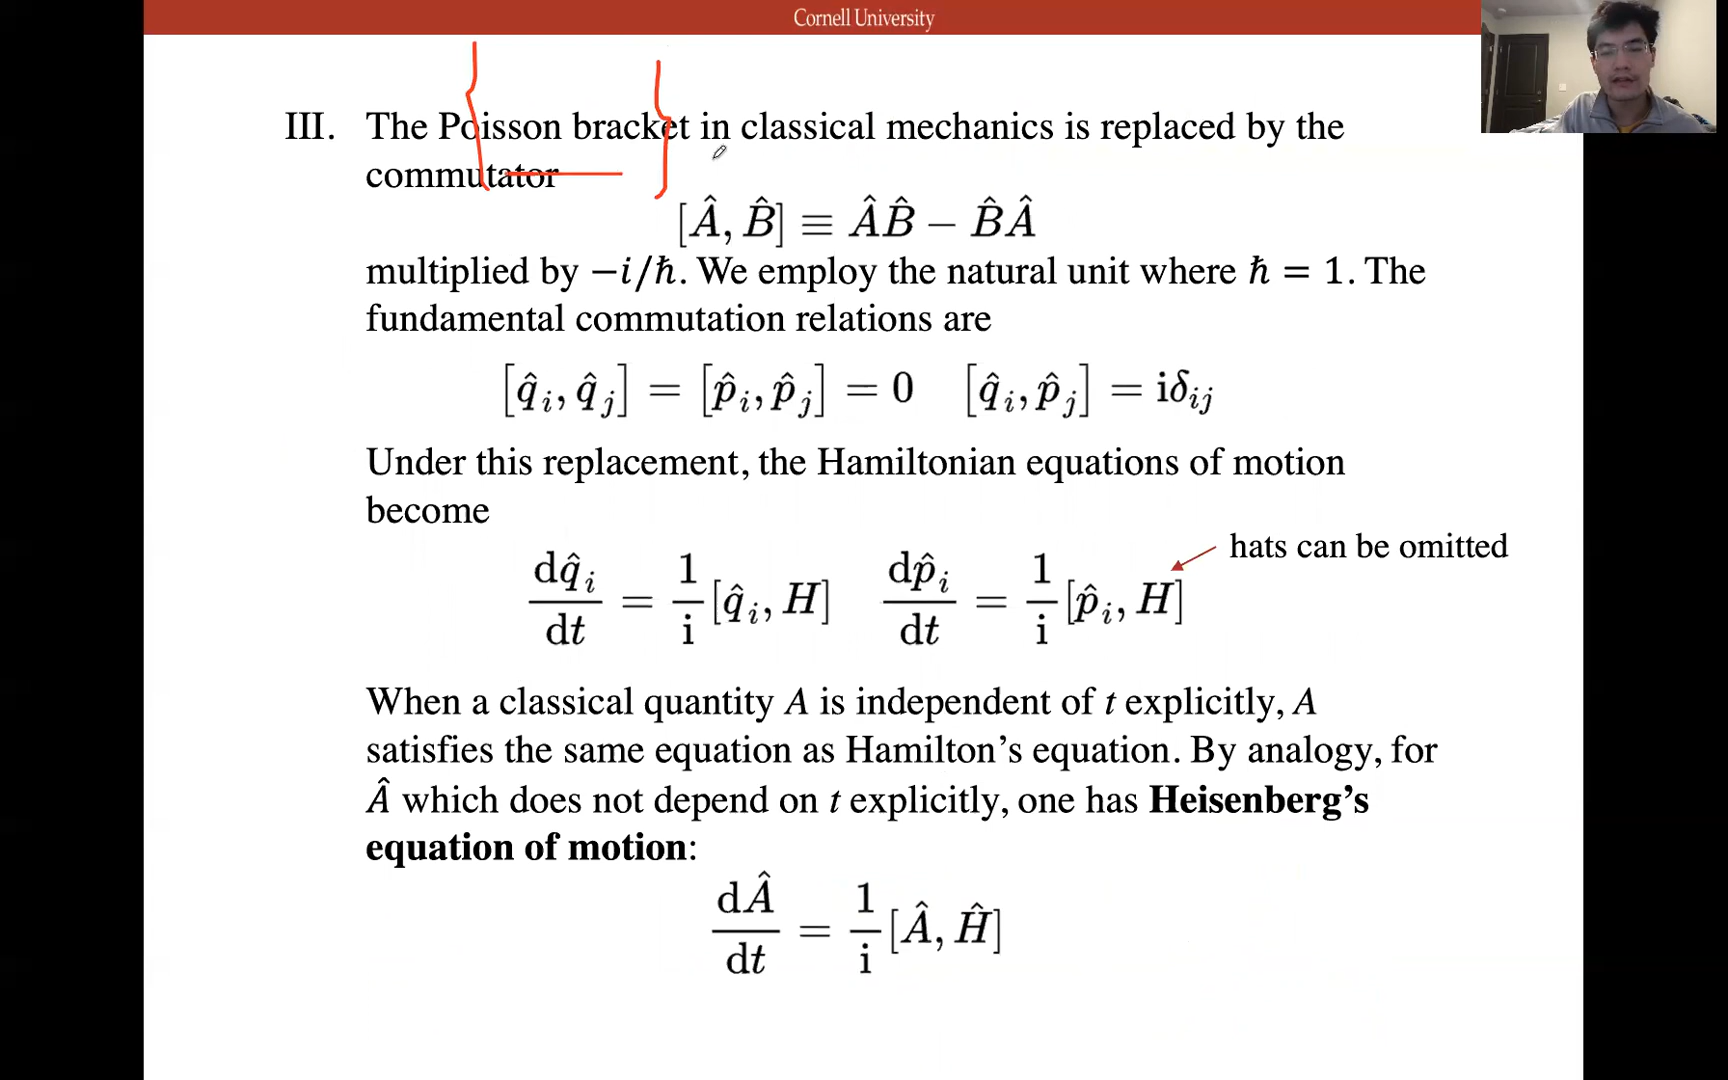 Cornell University
III. The Poisson bracket in classical mechanics is replaced by the
commutator
[Â, B̂] ≡ ÂB̂ − B̂Â
multiplied by −i/ℏ. We employ the natural unit where ℏ = 1. The
fundamental commutation relations are
[q̂ᵢ, q̂ⱼ] = [p̂ᵢ, p̂ⱼ] = 0 [q̂ᵢ, p̂ⱼ] = iδᵢⱼ
Under this replacement, the Hamiltonian equations of motion
become
hats can be omitted
dq̂ᵢ/dt = 1/i [q̂ᵢ, H] dp̂ᵢ/dt = 1/i [p̂ᵢ, H]
When a classical quantity A is independent of t explicitly, A
satisfies the same equation as Hamilton’s equation. By analogy, for
Â which does not depend on t explicitly, one has Heisenberg’s
equation of motion:
dÂ/dt = 1/i [Â, Ĥ]